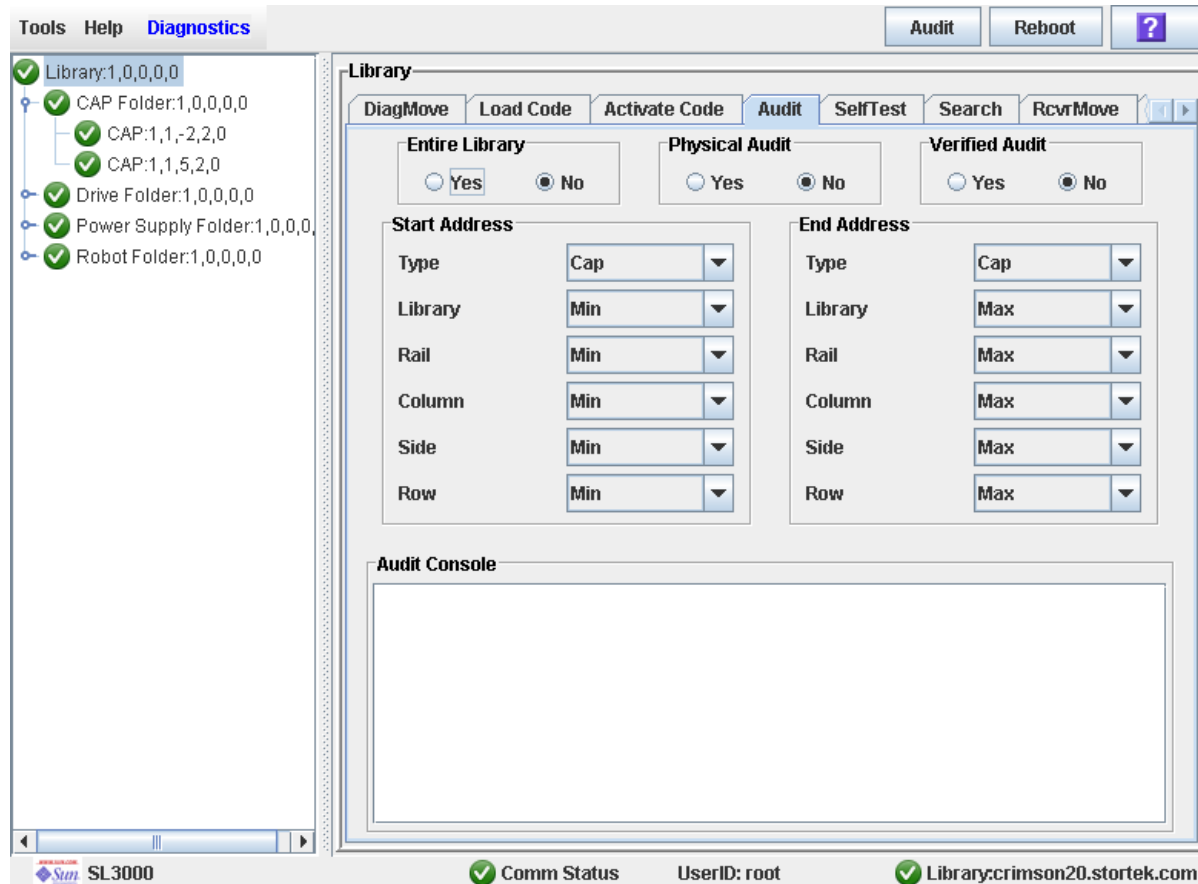 Tools Help Diagnostics Audit Reboot ?
Library:1,0,0,0,0
CAP Folder:1,0,0,0,0
CAP:1,1,-2,2,0
CAP:1,1,5,2,0
Drive Folder:1,0,0,0,0
Power Supply Folder:1,0,0,0,
Robot Folder:1,0,0,0,0
Library
DiagMove Load Code Activate Code Audit SelfTest Search RcvrMove
Entire Library Physical Audit Verified Audit
Yes No Yes No Yes No
Start Address End Address
Type Cap Type Cap
Library Min Library Max
Rail Min Rail Max
Column Min Column Max
Side Min Side Max
Row Min Row Max
Audit Console
Sun SL3000 Comm Status UserID: root Library:crimson20.stortek.com